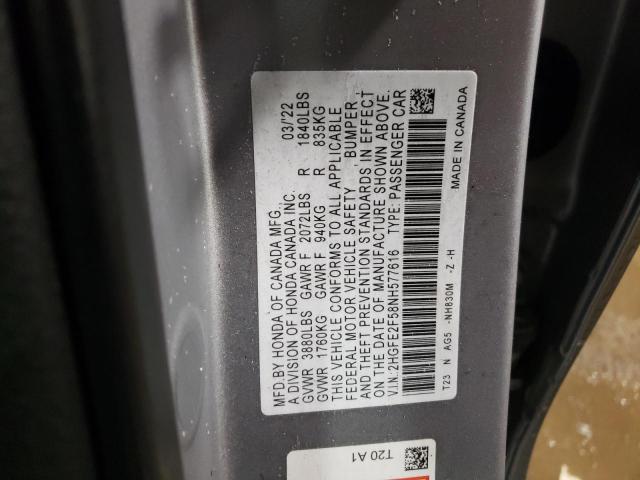 MFD.BY HONDA OF CANADA MFG. 03/'22
A DIVISION OF HONDA CANADA INC.
GVWR 3880LBS GAWR F 2072LBS R 1840LBS
GVWR 1760KG GAWR F 940KG R 835KG
THIS VEHICLE CONFORMS TO ALL APPLICABLE
FEDERAL MOTOR VEHICLE SAFETY, BUMPER,
AND THEFT PREVENTION STANDARDS IN EFFECT
ON THE DATE OF MANUFACTURE SHOWN ABOVE.
V.I.N. 2HGFE2F58NH577616 TYPE: PASSENGER CAR
T23 N AG5 -NH830M -Z -H MADE IN CANADA
T20 A1